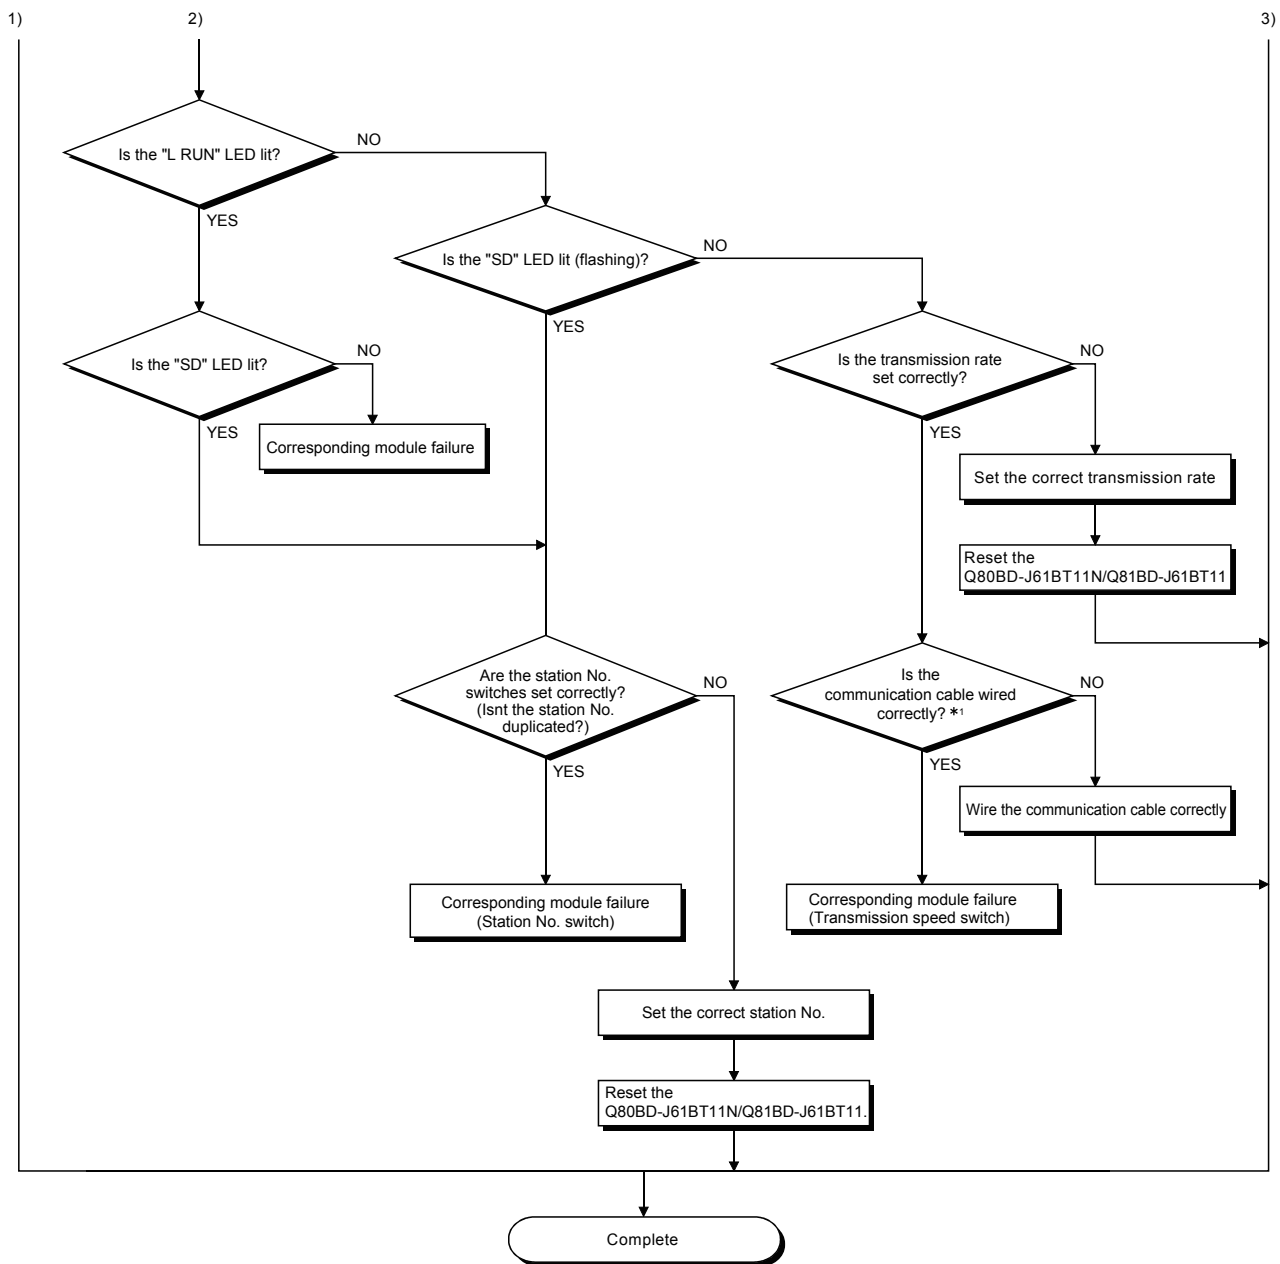 1)
2)
3)
Is the "L RUN" LED lit?
NO
YES
Is the "SD" LED lit (flashing)?
NO
YES
Is the "SD" LED lit?
NO
YES
Corresponding module failure
Is the transmission rate
set correctly?
NO
YES
Set the correct transmission rate
Reset the
Q80BD-J61BT11N/Q81BD-J61BT11
Are the station No.
switches set correctly?
(Isnt the station No.
duplicated?)
NO
YES
Is the
communication cable wired
correctly? *1
NO
YES
Wire the communication cable correctly
Corresponding module failure
(Station No. switch)
Corresponding module failure
(Transmission speed switch)
Set the correct station No.
Reset the
Q80BD-J61BT11N/Q81BD-J61BT11.
Complete